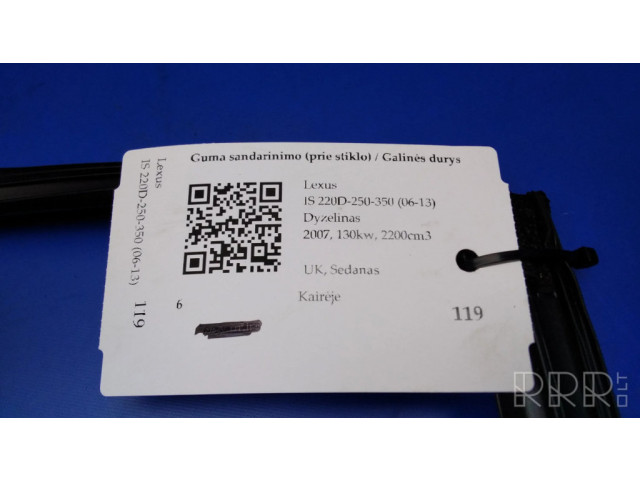 Guma sandarinimo (prie stiklo) / Galinės durys
Lexus
IS 220D-250-350 (06-13)
Dyzelinas
2007, 130kw, 2200cm3
UK, Sedanas
Kairėje
6
119
Lexus
IS 220D-250-350 (06-13)
119
RRR.LT